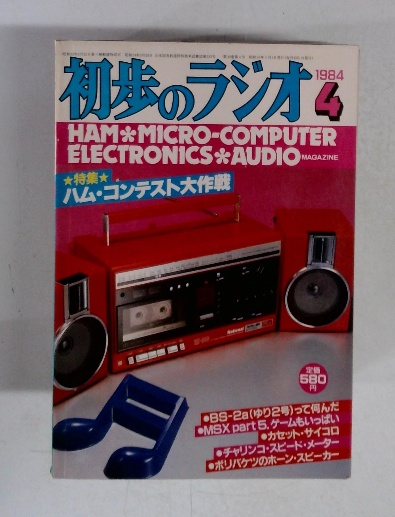 初歩のラジオ
1984
4
HAM*MICRO-COMPUTER
ELECTRONICS*AUDIO MAGAZINE
★特集★
ハム・コンテスト大作戦
National
定価
580
円
●BS-2a(ゆり2号)って何んだ
●MSX part 5. ゲームもいっぱい
●カセット・サイコロ
●チャリンコ・スピード・メーター
●ポリバケツのホーン・スピーカー